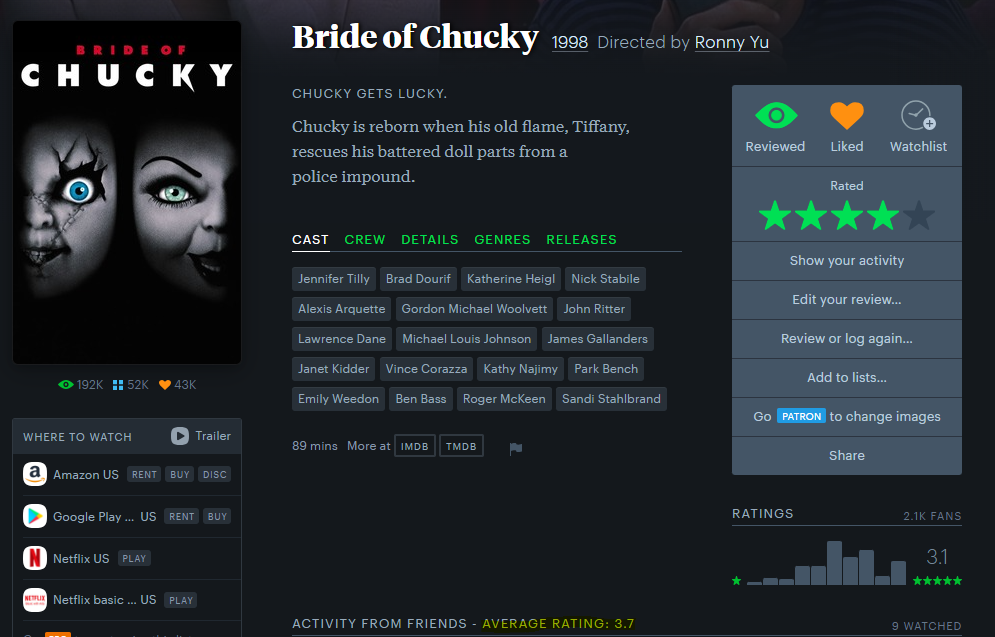 Bride of Chucky 1998 Directed by Ronny Yu
BRIDE OF
CHUCKY
CHUCKY GETS LUCKY.
Chucky is reborn when his old flame, Tiffany,
rescues his battered doll parts from a
police impound.
CAST CREW DETAILS GENRES RELEASES
Jennifer Tilly Brad Dourif Katherine Heigl Nick Stabile
Alexis Arquette Gordon Michael Woolvett John Ritter
Lawrence Dane Michael Louis Johnson James Gallanders
Janet Kidder Vince Corazza Kathy Najimy Park Bench
Emily Weedon Ben Bass Roger McKeen Sandi Stahlbrand
89 mins More at IMDB TMDB
192K 52K 43K
WHERE TO WATCH Trailer
Amazon US RENT BUY DISC
Google Play ... US RENT BUY
Netflix US PLAY
NETFLIX
Netflix basic ... US PLAY
Reviewed Liked Watchlist
Rated
Show your activity
Edit your review...
Review or log again...
Add to lists...
Go PATRON to change images
Share
RATINGS 2.1K FANS
3.1
ACTIVITY FROM FRIENDS - AVERAGE RATING: 3.7 9 WATCHED